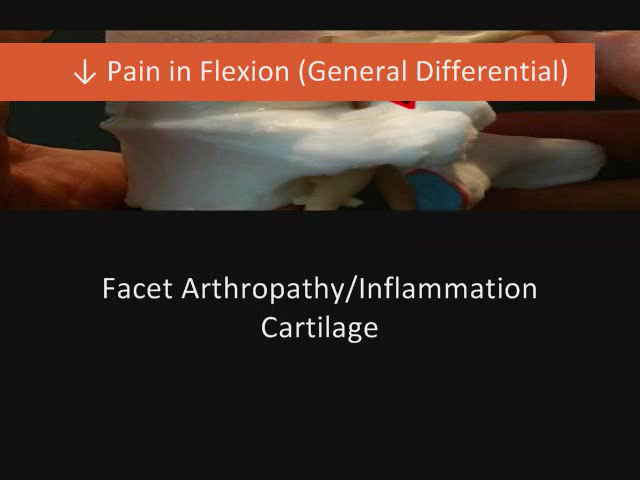 ↓ Pain in Flexion (General Differential)
Facet Arthropathy/Inflammation
Cartilage